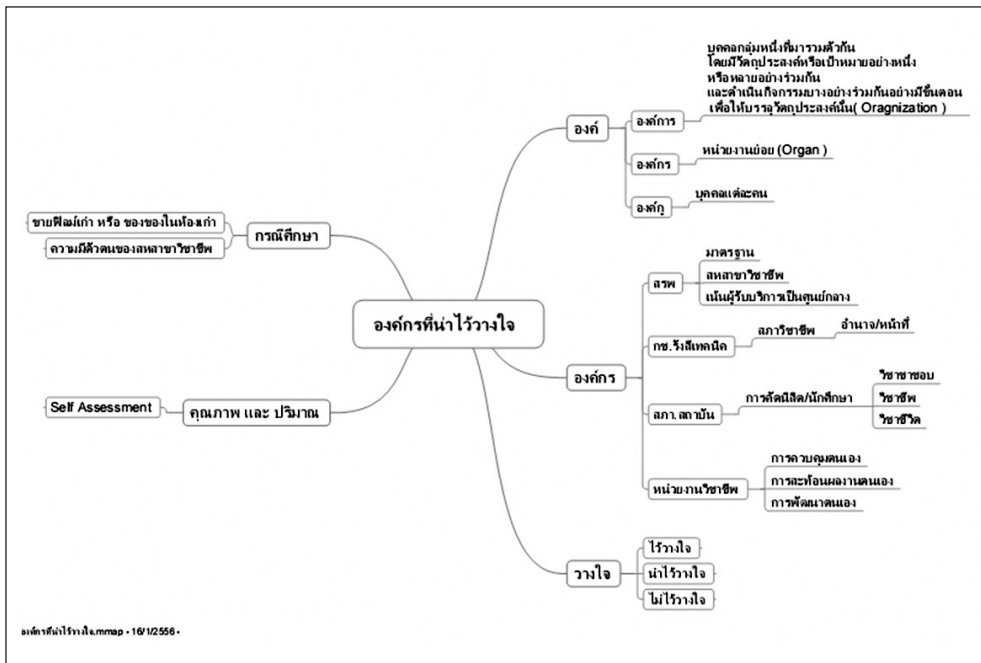 องค์กรที่น่าไว้วางใจ
องค์
องค์การ
บุคคลกลุ่มหนึ่งที่มารวมตัวกัน
โดยมีวัตถุประสงค์หรือเป้าหมายอย่างหนึ่ง
หรือหลายอย่างร่วมกัน
และดำเนินกิจกรรมบางอย่างร่วมกันอย่างมีขั้นตอน
เพื่อให้บรรลุวัตถุประสงค์นั้น( Oragnization )
องค์กร
หน่วยงานย่อย (Organ )
องค์กู
บุคคลแต่ละคน
องค์กร
สรพ
มาตรฐาน
สหสาขาวิชาชีพ
เน้นผู้รับบริการเป็นศูนย์กลาง
กช.รังสีเทคนิค
สภาวิชาชีพ
อำนาจ/หน้าที่
สภา.สถาบัน
การคัดนิสิต/นักศึกษา
วิชาชาชอบ
วิชาชีพ
วิชาชีวิต
หน่วยงานวิชาชีพ
การควบคุมตนเอง
การสะท้อนผลงานตนเอง
การพัฒนาตนเอง
วางใจ
ไว้วางใจ
น่าไว้วางใจ
ไม่ไว้วางใจ
กรณีศึกษา
ขายฟิล์มเก่า หรือ ของของในห้องเก่า
ความมีตัวตนของสหสาขาวิชาชีพ
คุณภาพ และ ปริมาณ
Self Assessment
องค์กรที่น่าไว้วางใจ.mmap - 16/1/2556 -